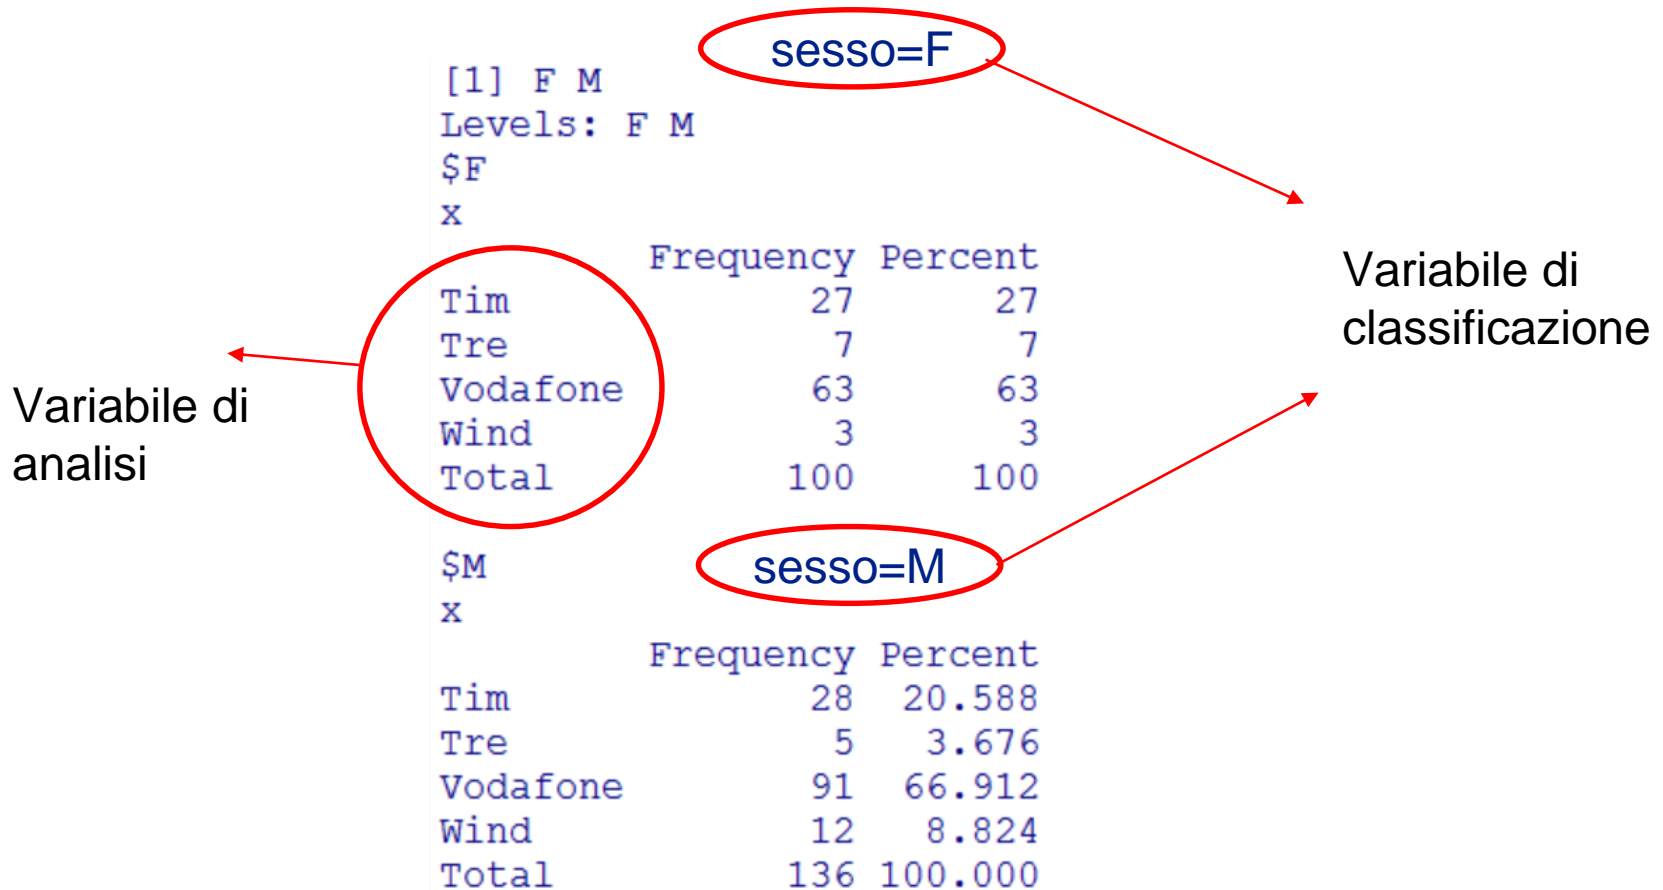 sesso=F
[1] F M
Levels: F M
$F
x
Frequency Percent
Tim 27 27
Tre 7 7
Vodafone 63 63
Wind 3 3
Total 100 100
Variabile di
analisi
Variabile di
classificazione
$M
sesso=M
x
Frequency Percent
Tim 28 20.588
Tre 5 3.676
Vodafone 91 66.912
Wind 12 8.824
Total 136 100.000